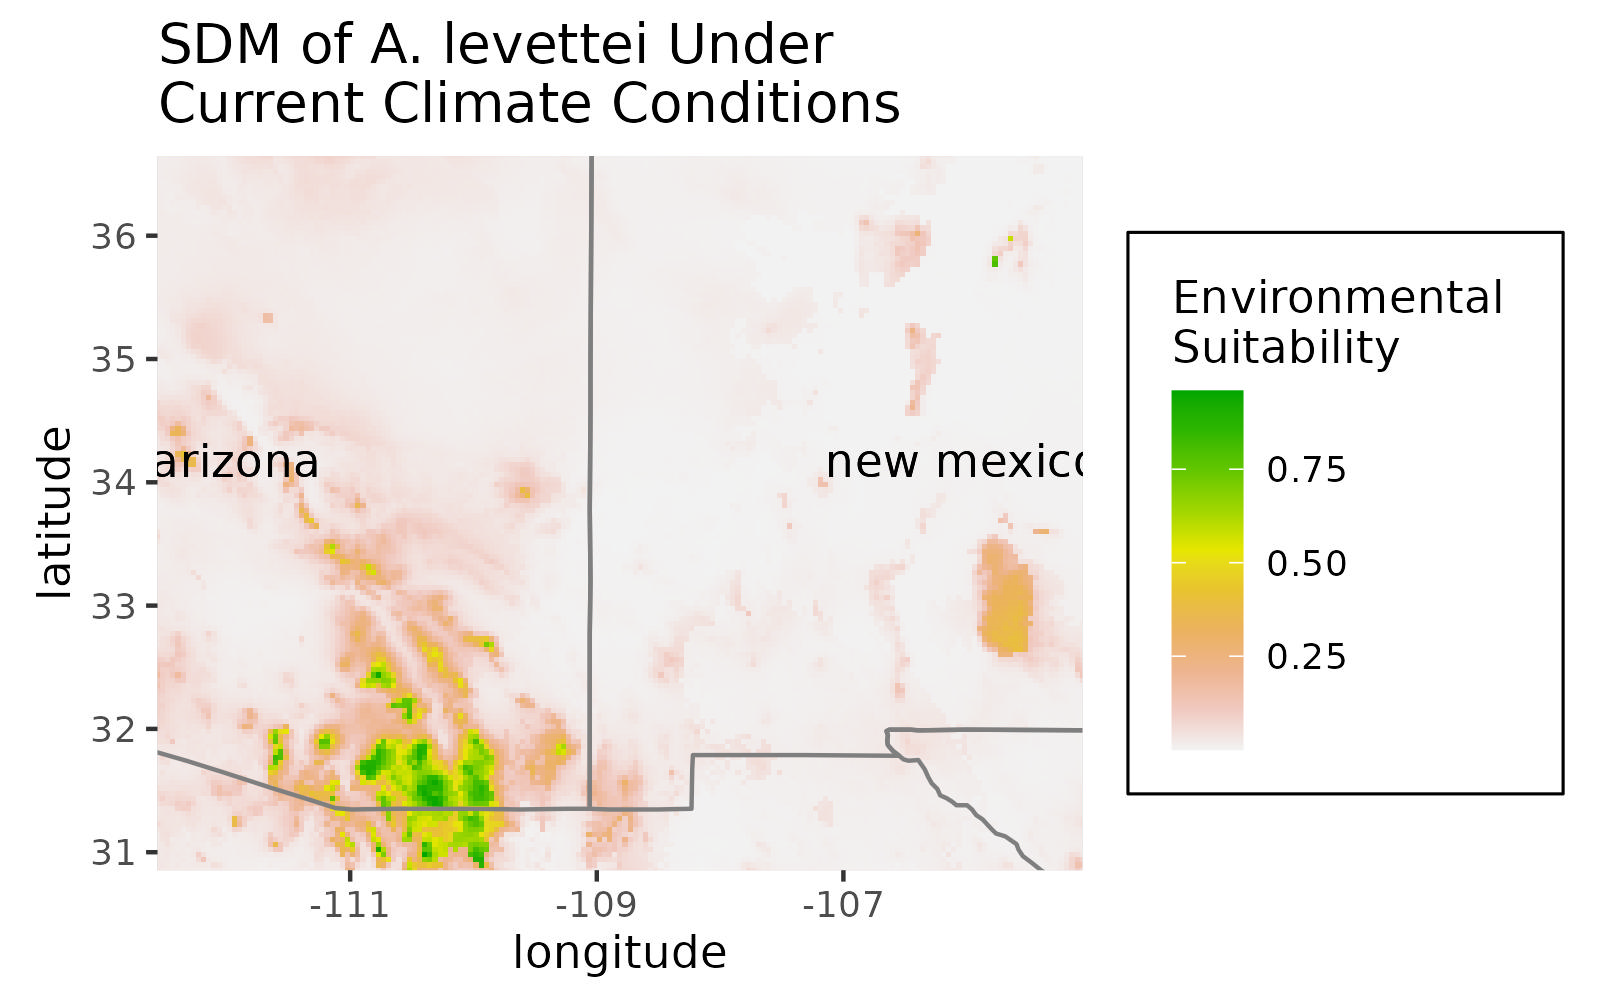 SDM of A. levettei Under
Current Climate Conditions
latitude
36
35
34
33
32
31
arizona
new mexico
-111
-109
-107
longitude
Environmental
Suitability
0.75
0.50
0.25